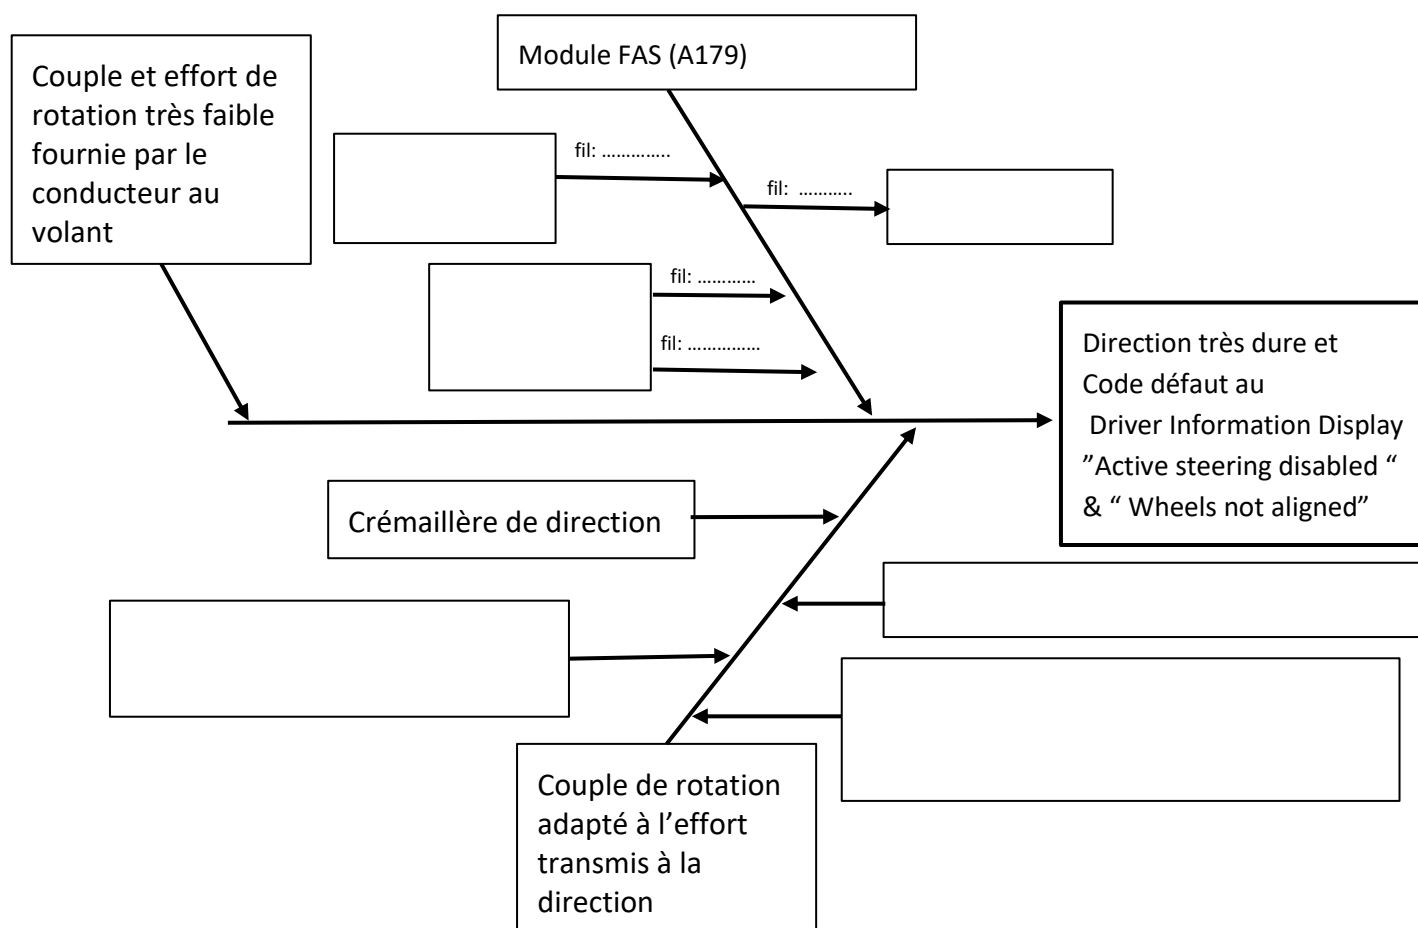 Module FAS (A179)
Couple et effort de
rotation très faible
fournie par le
conducteur au
volant
fil: …………..
fil: ………..
fil: …………
fil: ……………
Direction très dure et
Code défaut au
Driver Information Display
”Active steering disabled “
& “ Wheels not aligned”
Crémaillère de direction
Couple de rotation
adapté à l’effort
transmis à la
direction